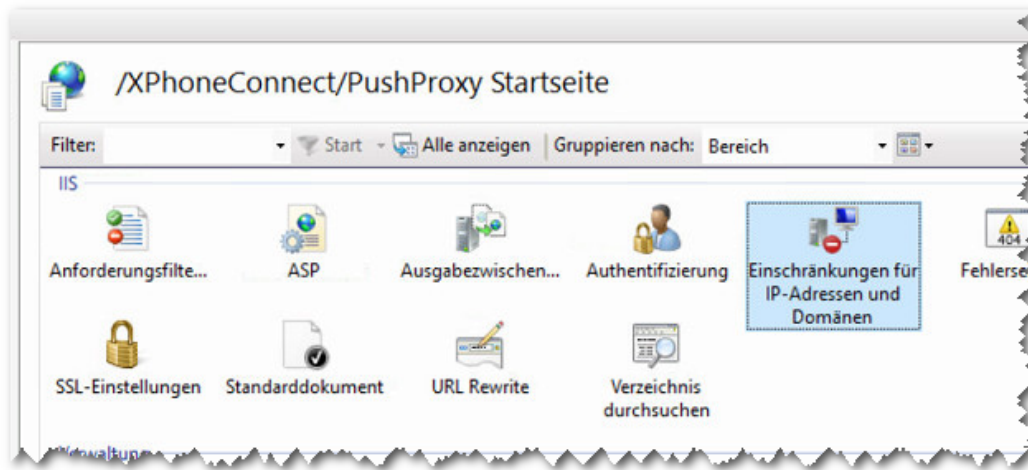 /XPhoneConnect/PushProxy Startseite
Filter: Start Alle anzeigen Gruppieren nach: Bereich
IIS
Anforderungsfilte... ASP Ausgabezwischen... Authentifizierung Einschränkungen für
IP-Adressen und
Domänen
404
SSL-Einstellungen Standarddokument URL Rewrite Verzeichnis
durchsuchen
Verwaltung